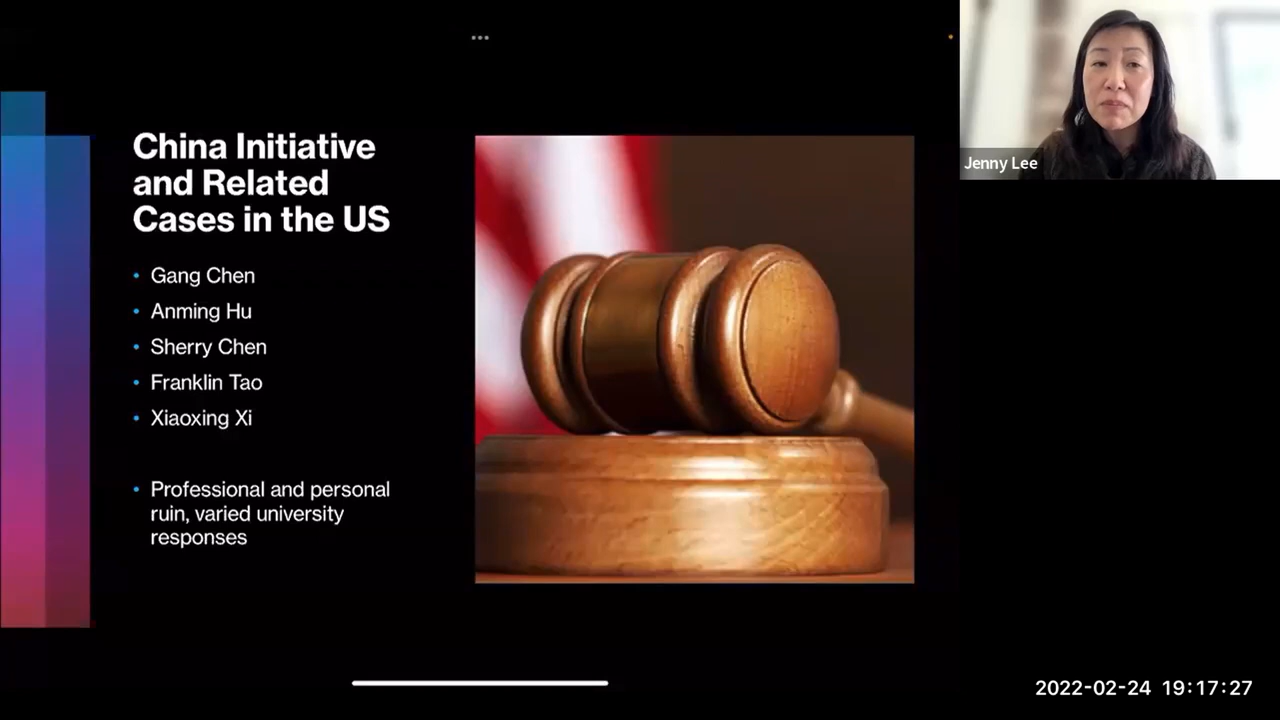 China Initiative
and Related
Cases in the US
• Gang Chen
• Anming Hu
• Sherry Chen
• Franklin Tao
• Xiaoxing Xi
• Professional and personal
ruin, varied university
responses
Jenny Lee
2022-02-24 19:17:27